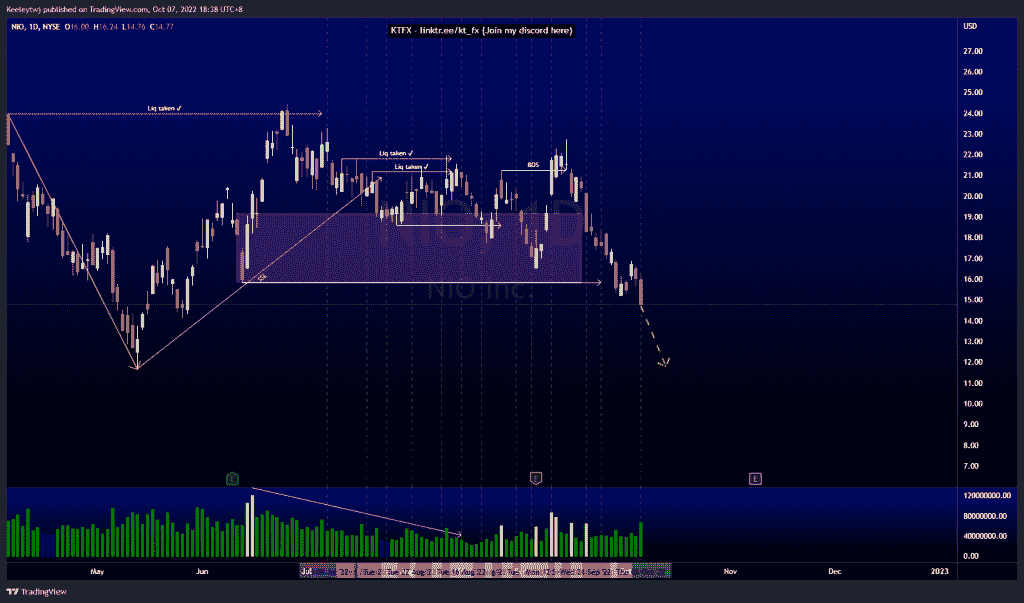 Keeleytwj published on TradingView.com, Oct 07, 2022 18:38 UTC+8
NIO, 1D, NYSE O16.00 H16.24 L14.76 C14.77
KTFX - linktr.ee/kt_fx (Join my discord here)
USD
27.00
26.00
25.00
24.00
23.00
22.00
21.00
20.00
19.00
18.00
17.00
16.00
15.00
14.00
13.00
12.00
11.00
10.00
9.00
8.00
7.00
Liq taken ✓
Liq taken ✓
Liq taken ✓
BOS
NIO, 1D
NIO Inc.
E
E
E
120000000.00
80000000.00
40000000.00
0.00
May
Jun
Jul
Oct
Nov
Dec
2023
TradingView